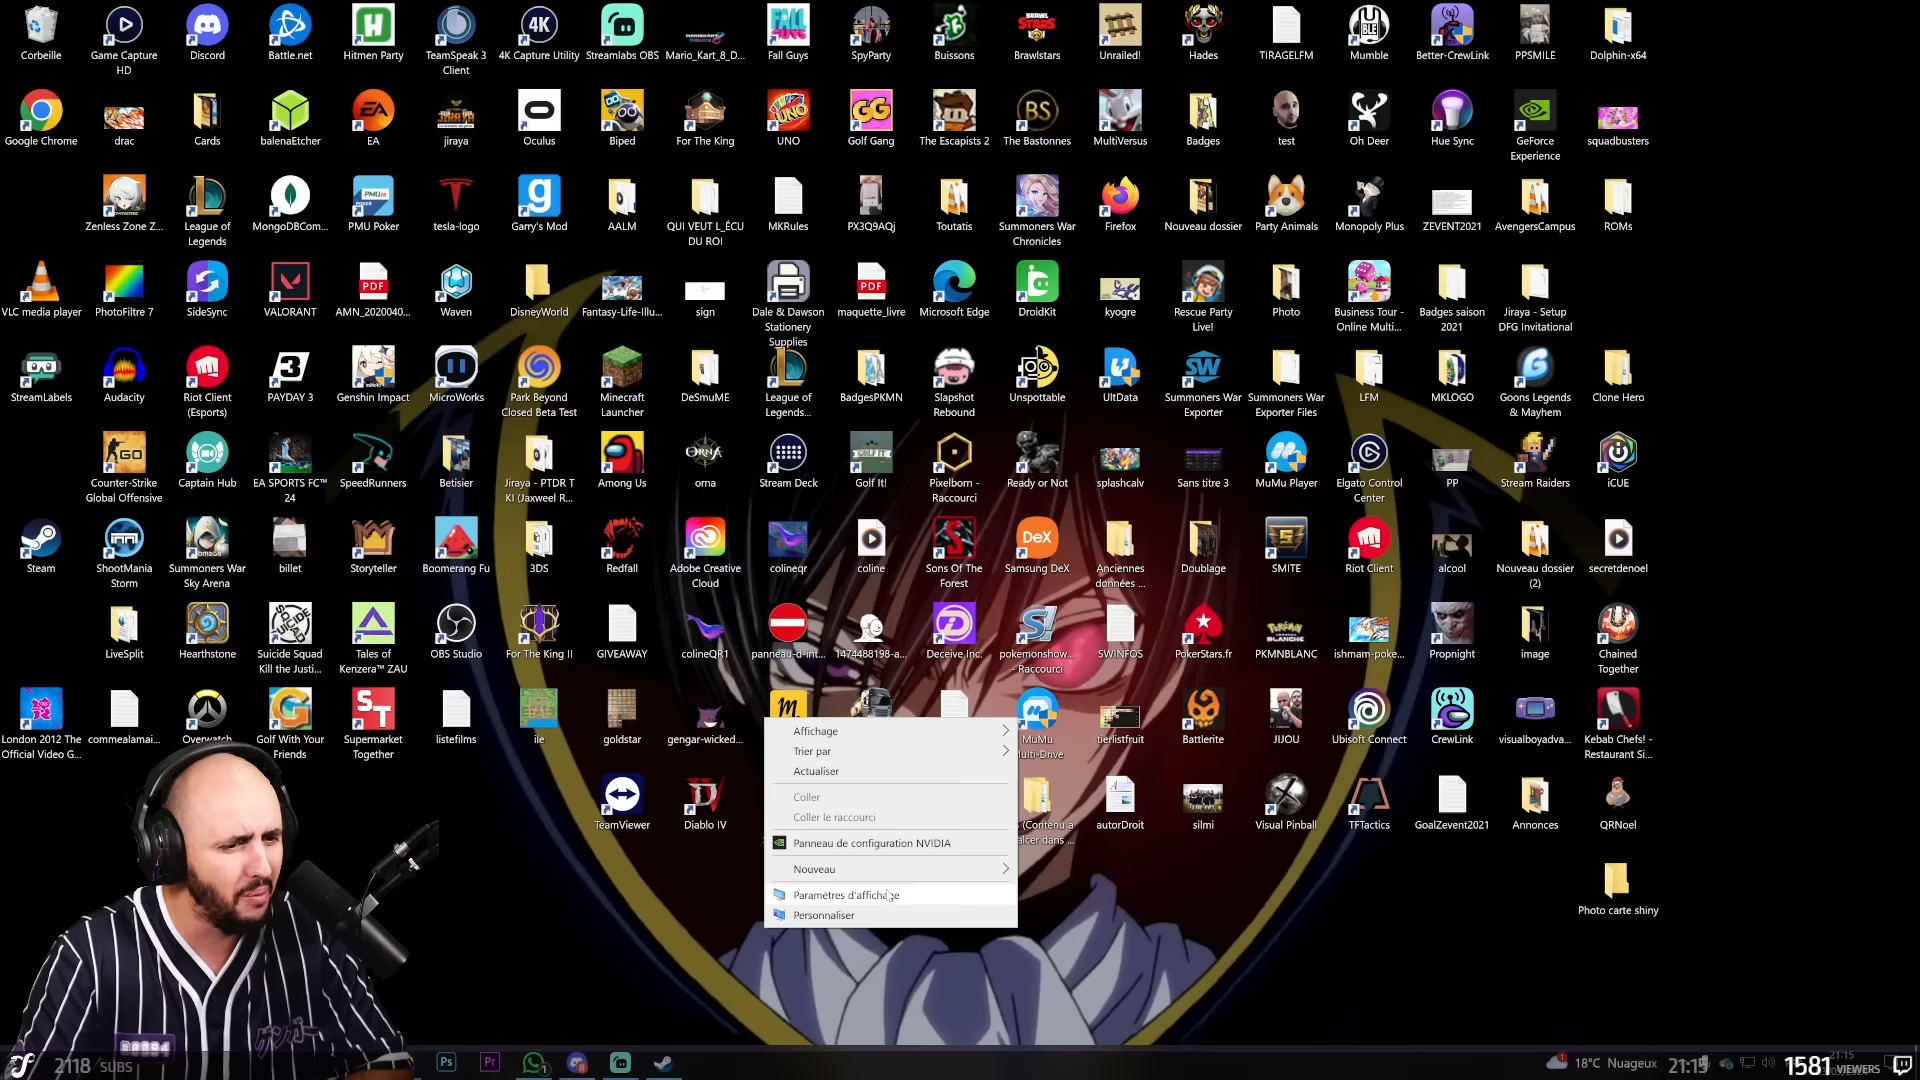 Corbeille
Game Capture
HD
Discord
Battle.net
Hitmen Party
TeamSpeak 3
Client
4K Capture Utility
Streamlabs OBS
Mario_Kart_8_D...
Fall Guys
SpyParty
Buissons
Brawlstars
Unrailed!
Hades
TIRAGELFM
Mumble
Better-CrewLink
PPSMILE
Dolphin-x64
Google Chrome
drac
Cards
balenaEtcher
EA
jiraya
Oculus
Biped
For The King
UNO
Golf Gang
The Escapists 2
The Bastonnes
MultiVersus
Badges
test
Oh Deer
Hue Sync
GeForce
Experience
squadbusters
Zenless Zone Z...
League of
Legends
MongoDBCom...
PMU Poker
tesla-logo
Garry's Mod
AALM
QUI VEUT L_ÉCU
DU ROI
MKRules
PX3Q9AQj
Toutatis
Summoners War
Chronicles
Firefox
Nouveau dossier
Party Animals
Monopoly Plus
ZEVENT2021
AvengersCampus
ROMs
VLC media player
PhotoFiltre 7
SideSync
VALORANT
AMN_2020040...
Waven
DisneyWorld
Fantasy-Life-Illu...
sign
Dale & Dawson
Stationery
Supplies
maquette_livre
Microsoft Edge
DroidKit
kyogre
Rescue Party
Live!
Photo
Business Tour -
Online Multi...
Badges saison
2021
Jiraya - Setup
DFG Invitational
StreamLabels
Audacity
Riot Client
(Esports)
PAYDAY 3
Genshin Impact
MicroWorks
Park Beyond
Closed Beta Test
Minecraft
Launcher
DeSmuME
League of
Legends...
BadgesPKMN
Slapshot
Rebound
Unspottable
UltData
Summoners War
Exporter
Summoners War
Exporter Files
LFM
MKLOGO
Goons Legends
& Mayhem
Clone Hero
Counter-Strike
Global Offensive
Captain Hub
EA SPORTS FC™
24
SpeedRunners
Betisier
Jiraya - PTDR T
KI (Jaxweel R...
Among Us
orna
Stream Deck
Golf It!
Pixelborn -
Raccourci
Ready or Not
splashcalv
Sans titre 3
MuMu Player
Elgato Control
Center
PP
Stream Raiders
iCUE
Steam
ShootMania
Storm
Summoners War
Sky Arena
billet
Storyteller
Boomerang Fu
3DS
Redfall
Adobe Creative
Cloud
colineqr
coline
Sons Of The
Forest
Samsung DeX
Anciennes
données ...
Doublage
SMITE
Riot Client
alcool
Nouveau dossier
(2)
secretdenoel
LiveSplit
Hearthstone
Suicide Squad
Kill the Justi...
Tales of
Kenzera™ ZAU
OBS Studio
For The King II
GIVEAWAY
colineQR1
panneau-d-int...
1474488198-a...
Deceive Inc.
pokemonshow...
- Raccourci
SWINFOS
PokerStars.fr
PKMNBLANC
ishmam-poke...
Propnight
image
Chained
Together
London 2012 The
Official Video G...
commealamai...
Overwatch
Golf With Your
Friends
Supermarket
Together
listefilms
ile
goldstar
gengar-wicked...
MuMu
Multi-Drive
tierlistfruit
Battlerite
JIJOU
Ubisoft Connect
CrewLink
visualboyadva...
Kebab Chefs! -
Restaurant Si...
TeamViewer
Diablo IV
(Contenu à
autorDroit
silmi
Visual Pinball
TFTactics
GoalZevent2021
Annonces
QRNoel
Photo carte shiny
Affichage
Trier par
Actualiser
Coller
Coller le raccourci
Panneau de configuration NVIDIA
Nouveau
Paramètres d'affichage
Personnaliser
2118 / SUBS
18°C Nuageux
21:15
1581 VIEWERS